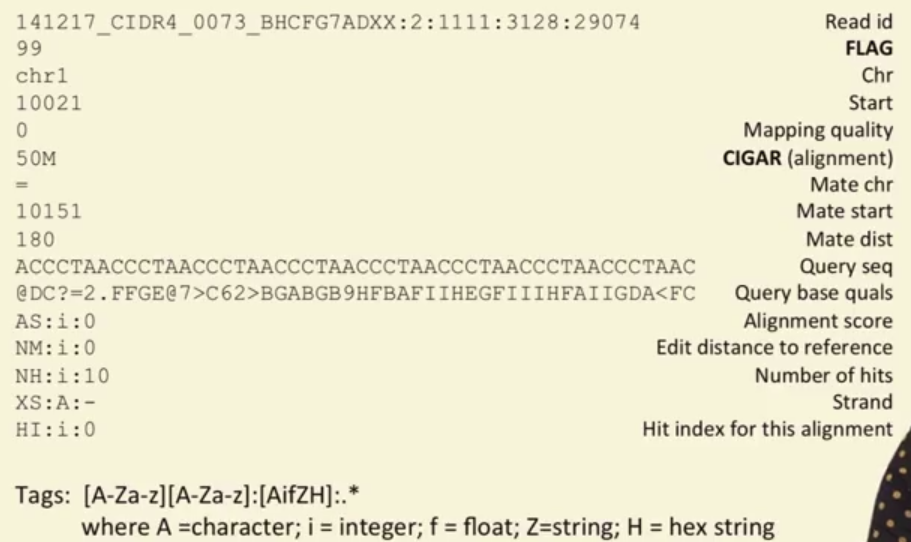 141217_CIDR4_0073_BHCFG7ADXX:2:1111:3128:29074 Read id
99 FLAG
chr1 Chr
10021 Start
0 Mapping quality
50M CIGAR (alignment)
= Mate chr
10151 Mate start
180 Mate dist
ACCCTAACCCTAACCCTAACCCTAACCCTAACCCTAACCCTAACCCTAAC Query seq
@DC?=2.FFGE@7>C62>BGABGB9HFBAFIIHEGFIIIHFAIIGDA<FC Query base quals
AS:i:0 Alignment score
NM:i:0 Edit distance to reference
NH:i:10 Number of hits
XS:A:- Strand
HI:i:0 Hit index for this alignment
Tags: [A-Za-z][A-Za-z]:[AifZH]:.*
where A =character; i = integer; f = float; Z=string; H = hex string